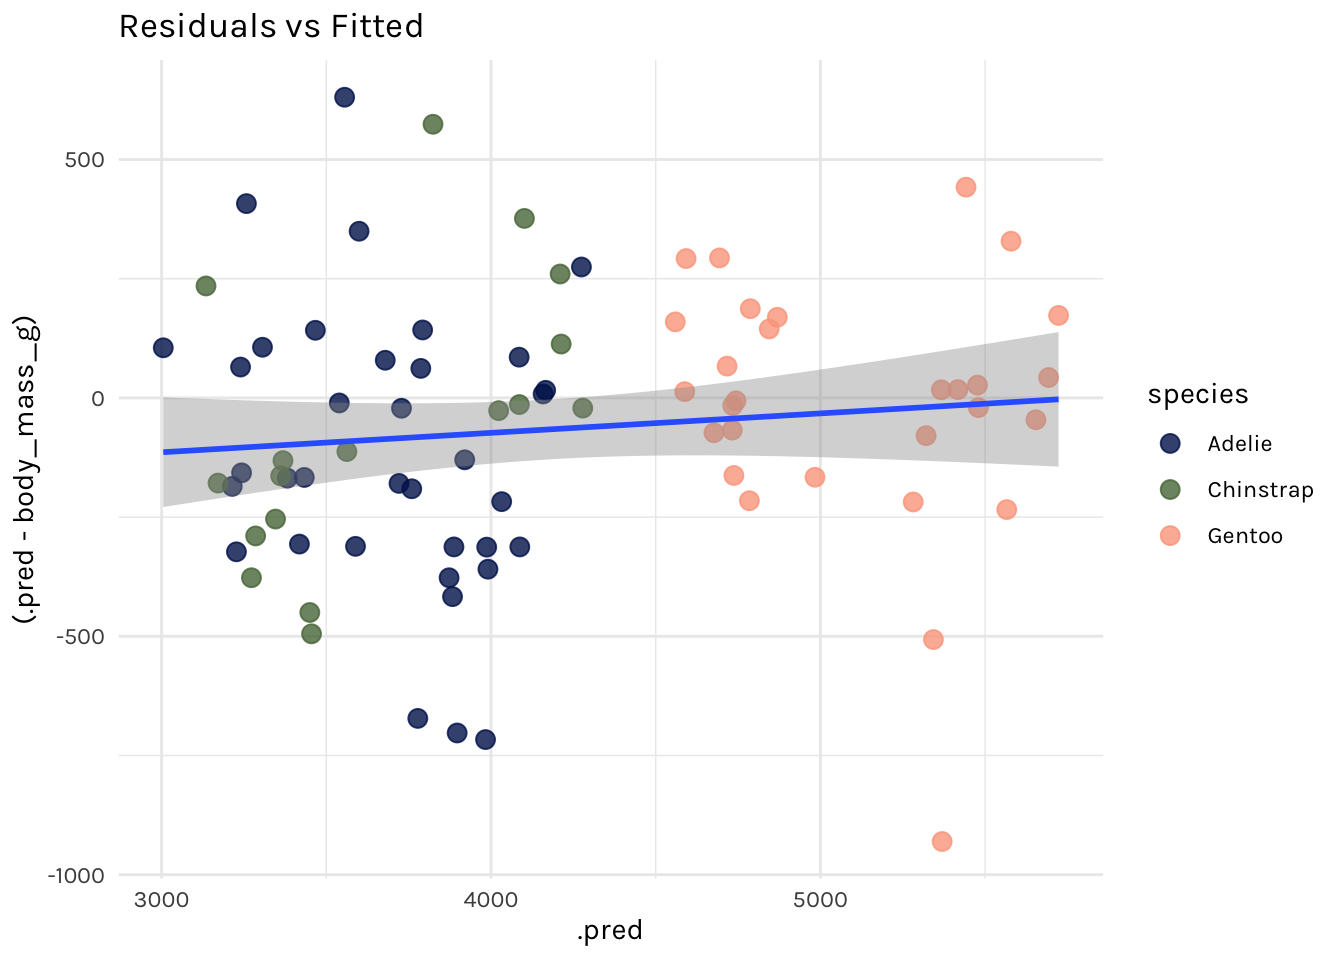 Residuals vs Fitted
(.pred - body_mass_g)
500
0
-500
-1000
3000
4000
5000
.pred
species
Adelie
Chinstrap
Gentoo